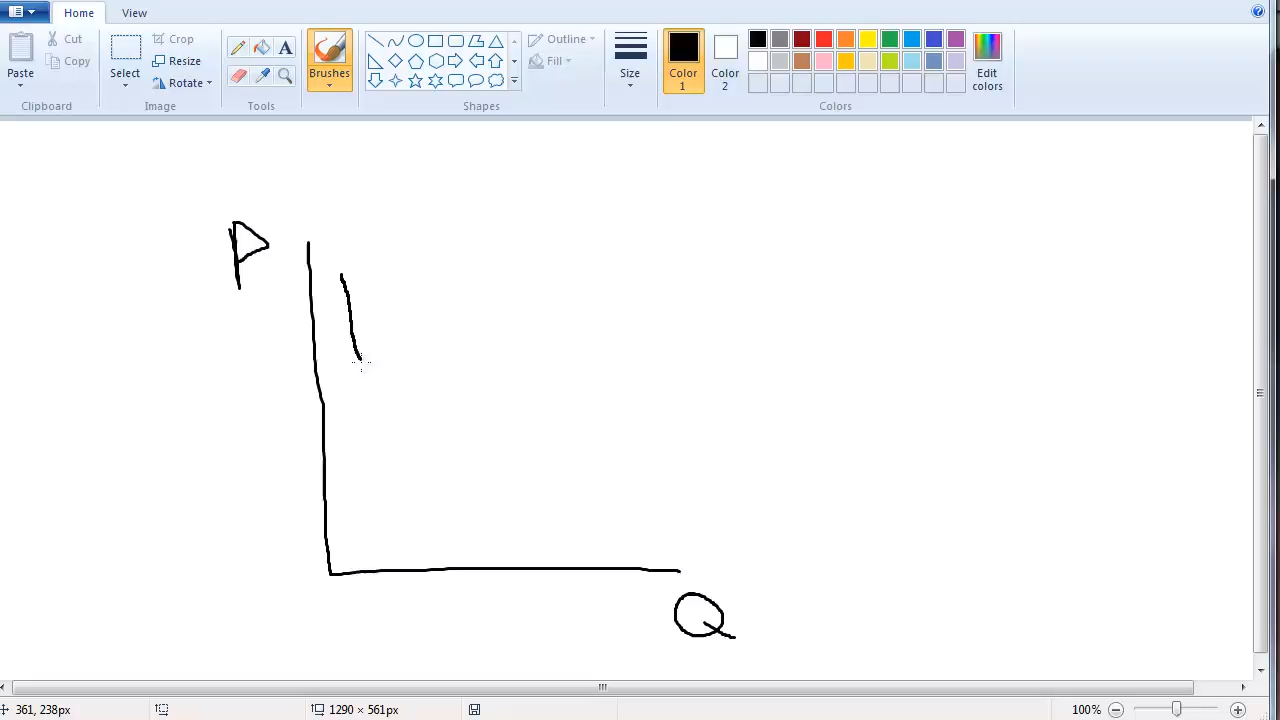 Home View
Paste
Cut
Copy
Clipboard
Select
Crop
Resize
Rotate
Image
A
Tools
Brushes
Outline
Fill
Shapes
Size
Color 1
Color 2
Edit colors
Colors
P
Q
361, 238px
1290 × 561px
100%